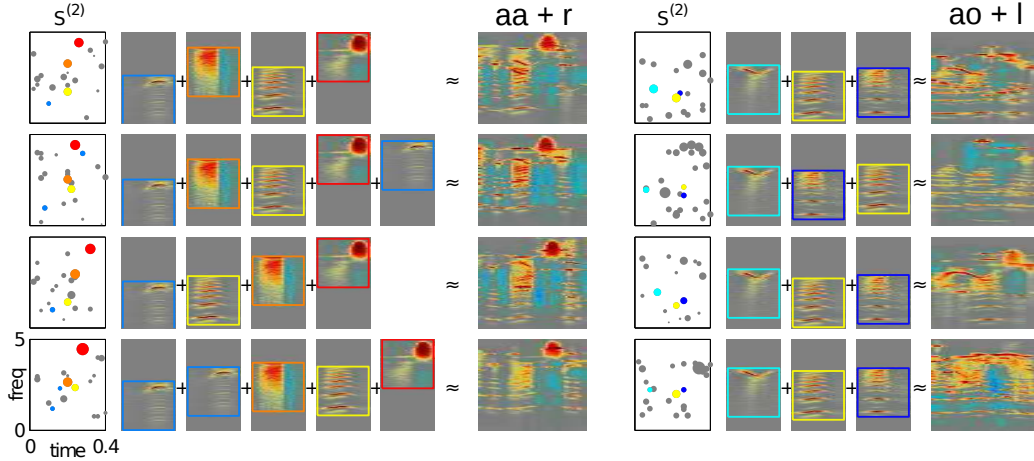 S(2) aa + r S(2) ao + l
+ + + ≈ + + ≈
+ + + + ≈ + + ≈
+ + + ≈ + + ≈
5
freq + + + + ≈ + + ≈
0
0 time 0.4